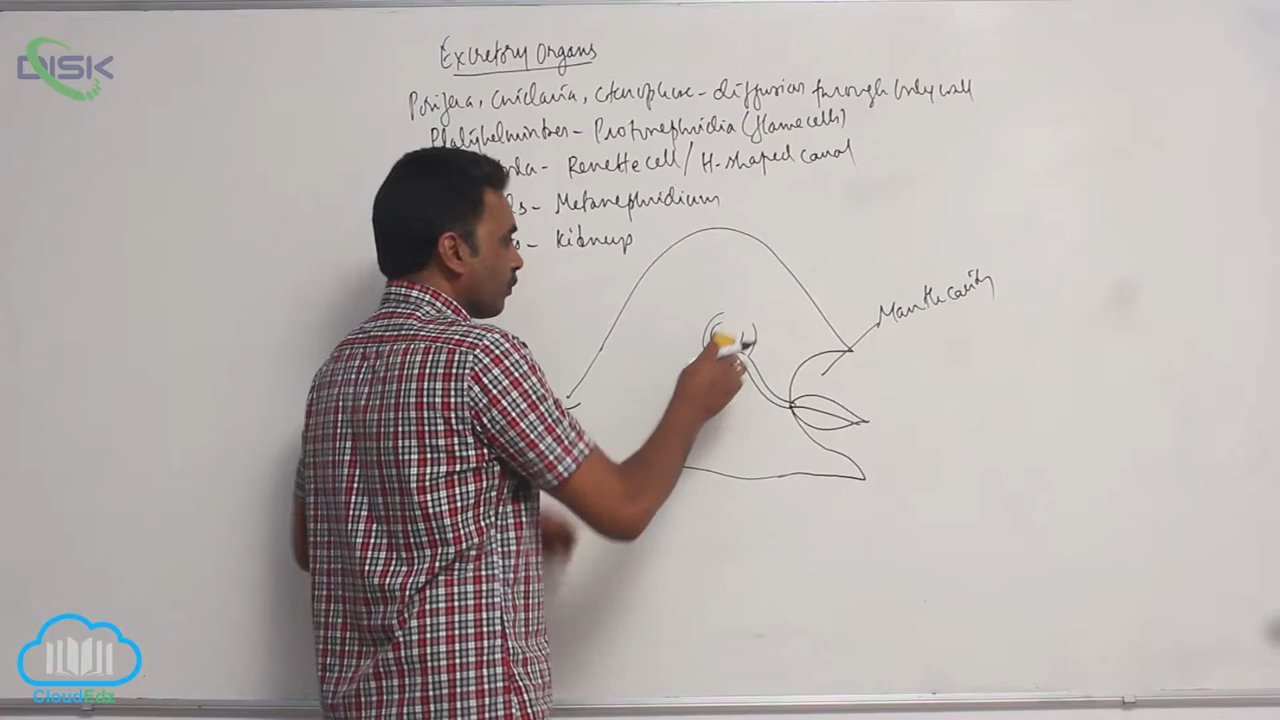 DISK
Excretory Organs
Porifera, Cnidaria, Ctenophore - diffusion through body wall
Platyhelminthes - Protonephridia (flame cells)
- Renette cell / H-shaped canal
- Metanephridium
- Kidney
Mantle cavity
CloudEdz